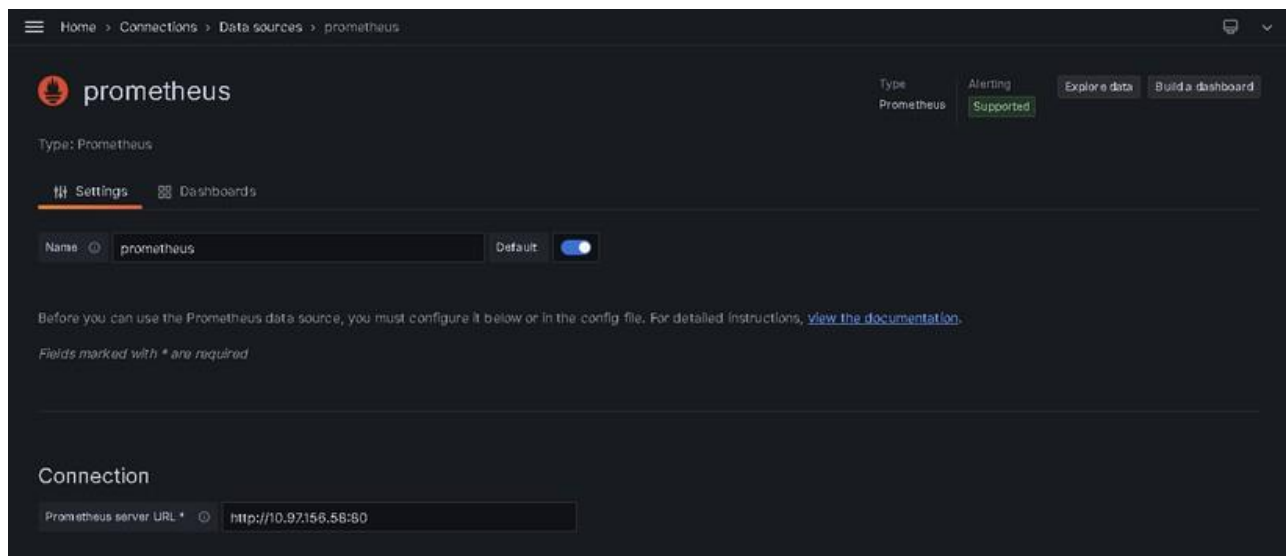 Home > Connections > Data sources > prometheus
prometheus
Type
Prometheus
Alerting
Supported
Explore data
Build a dashboard
Type: Prometheus
Settings
Dashboards
Name
prometheus
Default
Before you can use the Prometheus data source, you must configure it below or in the config file. For detailed instructions, view the documentation.
Fields marked with * are required
Connection
Prometheus server URL *
http://10.97.156.58:80